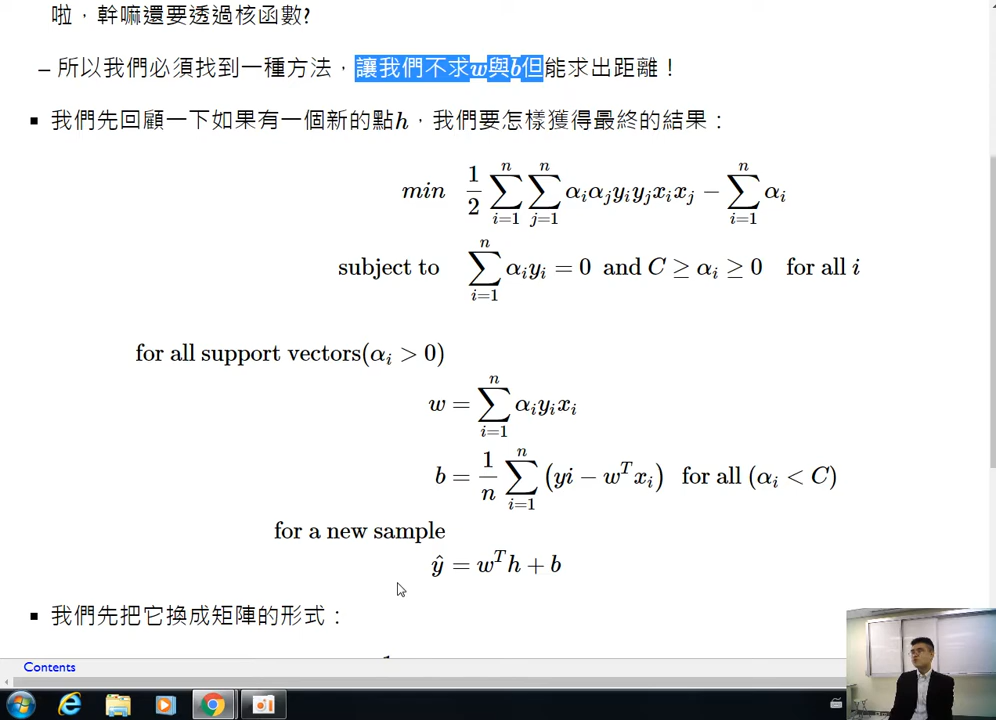 啦，幹嘛還要透過核函數?
– 所以我們必須找到一種方法，讓我們不求w與b但能求出距離！
▪ 我們先回顧一下如果有一個新的點h，我們要怎樣獲得最終的結果：
min 1/2 ∑_{i=1}^{n} ∑_{j=1}^{n} α_i α_j y_i y_j x_i x_j − ∑_{i=1}^{n} α_i
subject to ∑_{i=1}^{n} α_i y_i = 0 and C ≥ α_i ≥ 0 for all i
for all support vectors(α_i > 0)
w = ∑_{i=1}^{n} α_i y_i x_i
b = 1/n ∑_{i=1}^{n} (yi − w^T x_i) for all (α_i < C)
for a new sample
ŷ = w^T h + b
▪ 我們先把它換成矩陣的形式：
Contents